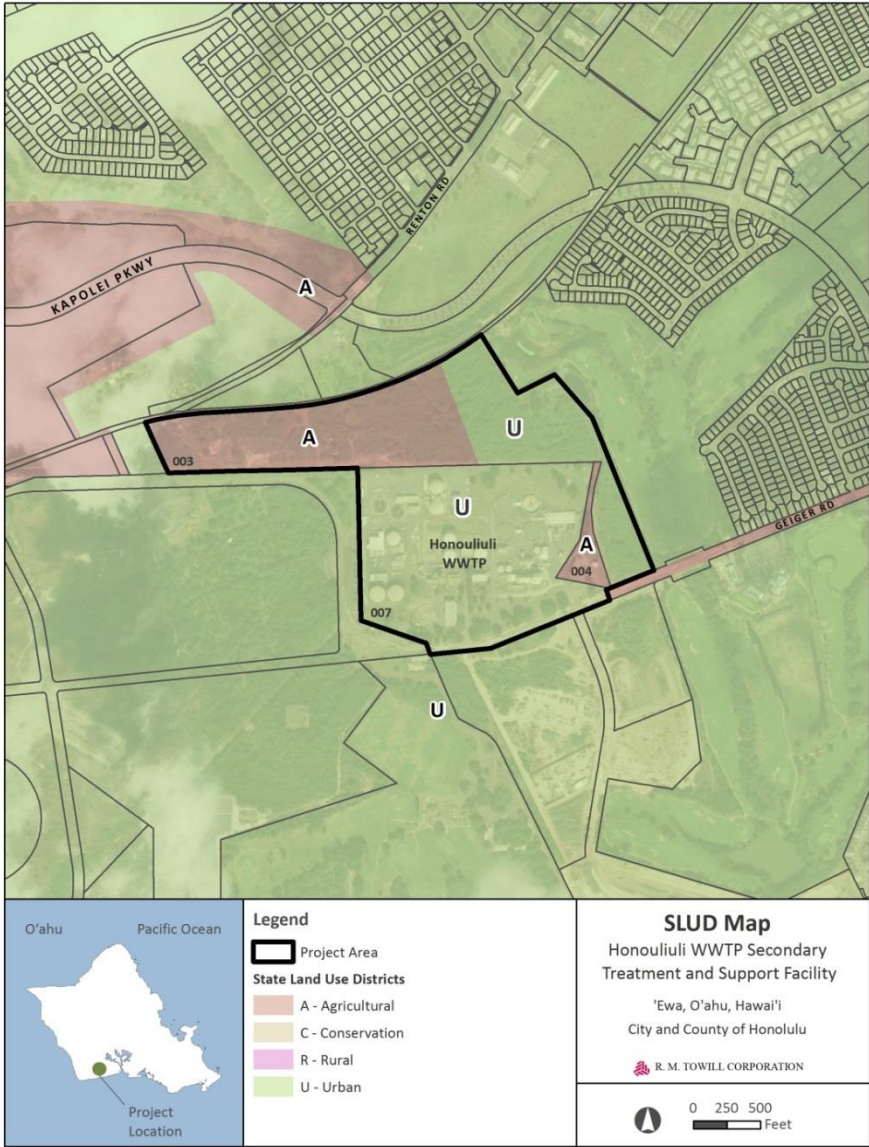 RENTON RD
KAPOLEI PKWY
A
A
U
003
U
Honouliuli
WWTP
A
004
GEIGER RD
007
U
O'ahu
Pacific Ocean
Project
Location
Legend
Project Area
State Land Use Districts
A - Agricultural
C - Conservation
R - Rural
U - Urban
SLUD Map
Honouliuli WWTP Secondary
Treatment and Support Facility
'Ewa, O'ahu, Hawai'i
City and County of Honolulu
R. M. TOWILL CORPORATION
0 250 500
Feet